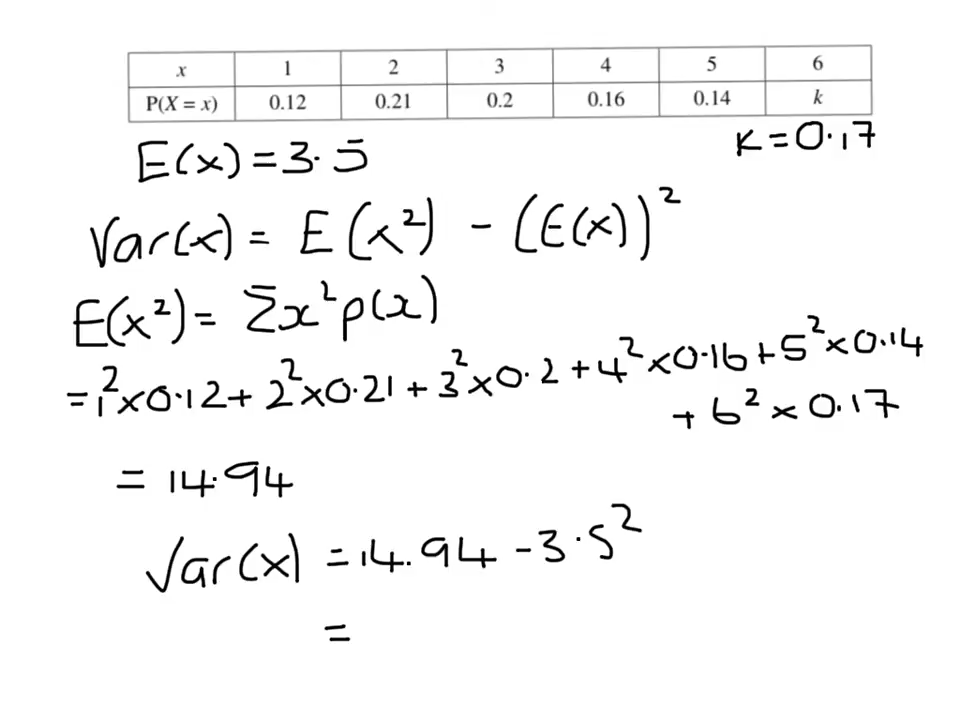 x 1 2 3 4 5 6
P(X = x) 0.12 0.21 0.2 0.16 0.14 k
E(x) = 3.5 K = 0.17
Var(x) = E(x²) - (E(x))²
E(x²) = Σx²p(x)
= 1² x 0.12 + 2² x 0.21 + 3² x 0.2 + 4² x 0.16 + 5² x 0.14
+ 6² x 0.17
= 14.94
Var(x) = 14.94 - 3.5²
=